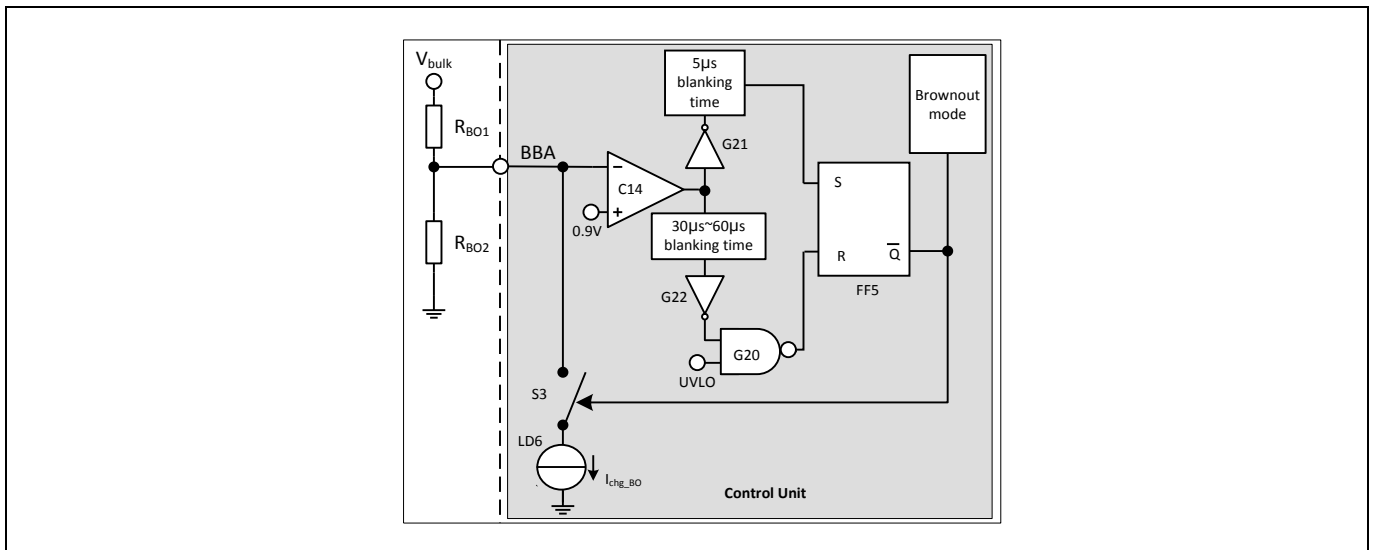 V_bulk
R_BO1
BBA
R_BO2
5µs
blanking
time
G21
Brownout
mode
−
C14
+
0.9V
30µs~60µs
blanking time
G22
G20
UVLO
S
R
Q̅
FF5
S3
LD6
I_chg_BO
Control Unit